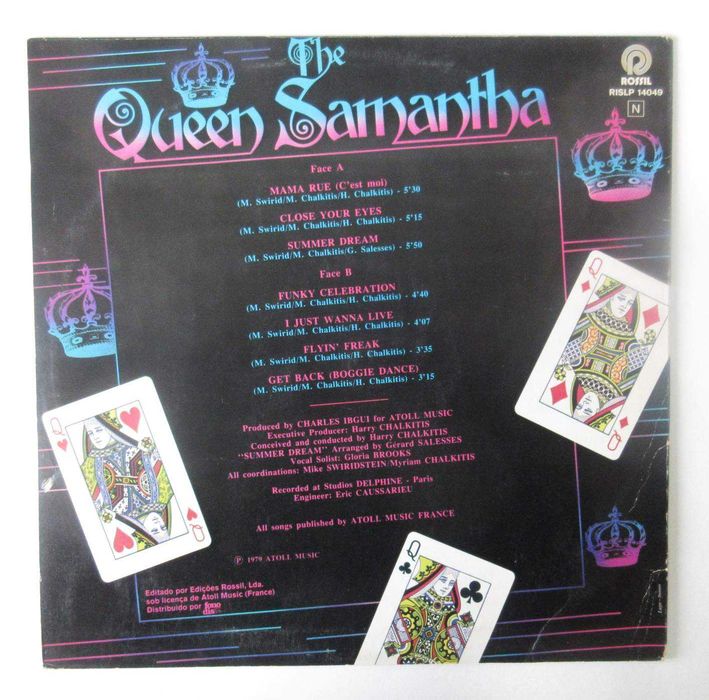 The
Queen Samantha
ROSSIL
RISLP 14049
N
Face A
MAMA RUE (C'est moi)
(M. Swirid/M. Chalkitis/H. Chalkitis) - 5'30
CLOSE YOUR EYES
(M. Swirid/M. Chalkitis/H. Chalkitis) - 5'15
SUMMER DREAM
(M. Swirid/M. Chalkitis/G. Salesses) - 5'50
Face B
FUNKY CELEBRATION
(M. Swirid/M. Chalkitis/H. Chalkitis) - 4'40
I JUST WANNA LIVE
(M. Swirid/M. Chalkitis/H. Chalkitis) - 4'07
FLYIN' FREAK
(M. Swirid/M. Chalkitis/H. Chalkitis) - 3'35
GET BACK (BOGGIE DANCE)
(M. Swirid/M. Chalkitis/H. Chalkitis) - 3'15
Produced by CHARLES IBGUI for ATOLL MUSIC
Executive Producer: Harry CHALKITIS
Conceived and conducted by Harry CHALKITIS
"SUMMER DREAM" Arranged by Gérard SALESSES
Vocal Solist: Gloria BROOKS
All coordinations: Mike SWIRIDSTEIN/Myriam CHALKITIS
Recorded at Studios DELPHINE - Paris
Engineer: Eric CAUSSARIEU
All songs published by ATOLL MUSIC FRANCE
Ⓟ 1979 ATOLL MUSIC
Editado por Edições Rossil, Lda.
sob licença de Atoll Music (France)
Distribuido por fono dis
Q
Q
Q
Q
Q